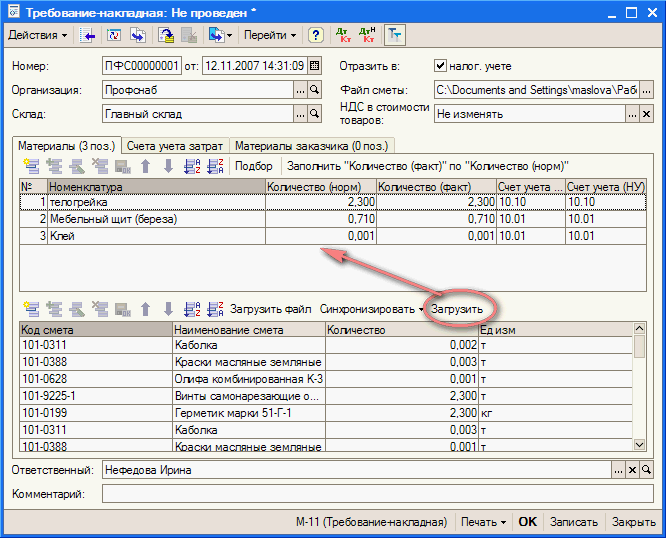 Требование-накладная: Не проведен *
Действия Перейти ? Дт Кт Дт Н Кт Тт
Номер: ПФС00000001 от: 12.11.2007 14:31:09 Отразить в: налог. учете
Организация: Профснаб ... Файл сметы: C:\Documents and Settings\maslova\Рабо ...
Склад: Главный склад ... НДС в стоимости товаров: Не изменять ...
Материалы (3 поз.) Счета учета затрат Материалы заказчика (0 поз.)
Подбор Заполнить "Количество (факт)" по "Количество (норм)"
№ Номенклатура Количество (норм) Количество (факт) Счет учета ... Счет учета (НУ)
1 телогрейка 2,300 2,300 10.10 10.10
2 Мебельный щит (береза) 0,710 0,710 10.01 10.01
3 Клей 0,001 0,001 10.01 10.01
Загрузить файл Синхронизировать Загрузить
Код смета Наименование смета Количество Ед изм
101-0311 Каболка 0,002 т
101-0388 Краски масляные земляные 0,003 т
101-0628 Олифа комбинированная К-3 0,001 т
101-9225-1 Винты самонарезающие о... 2,300 т
101-0199 Герметик марки 51-Г-1 2,300 кг
101-0311 Каболка 0,003 т
101-0388 Краски масляные земляные 0,001 т
Ответственный: Нефедова Ирина ... x
Комментарий:
М-11 (Требование-накладная) Печать OK Записать Закрыть